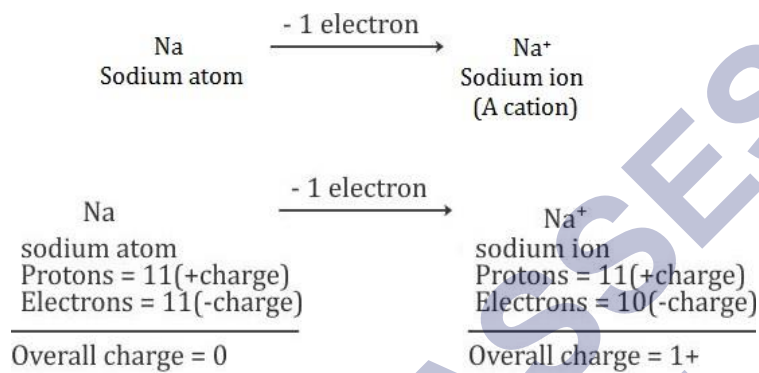 Na - 1 electron Na⁺
Sodium atom Sodium ion
(A cation)
- 1 electron
Na Na⁺
sodium atom sodium ion
Protons = 11(+charge) Protons = 11(+charge)
Electrons = 11(-charge) Electrons = 10(-charge)
Overall charge = 0 Overall charge = 1+
ASSES